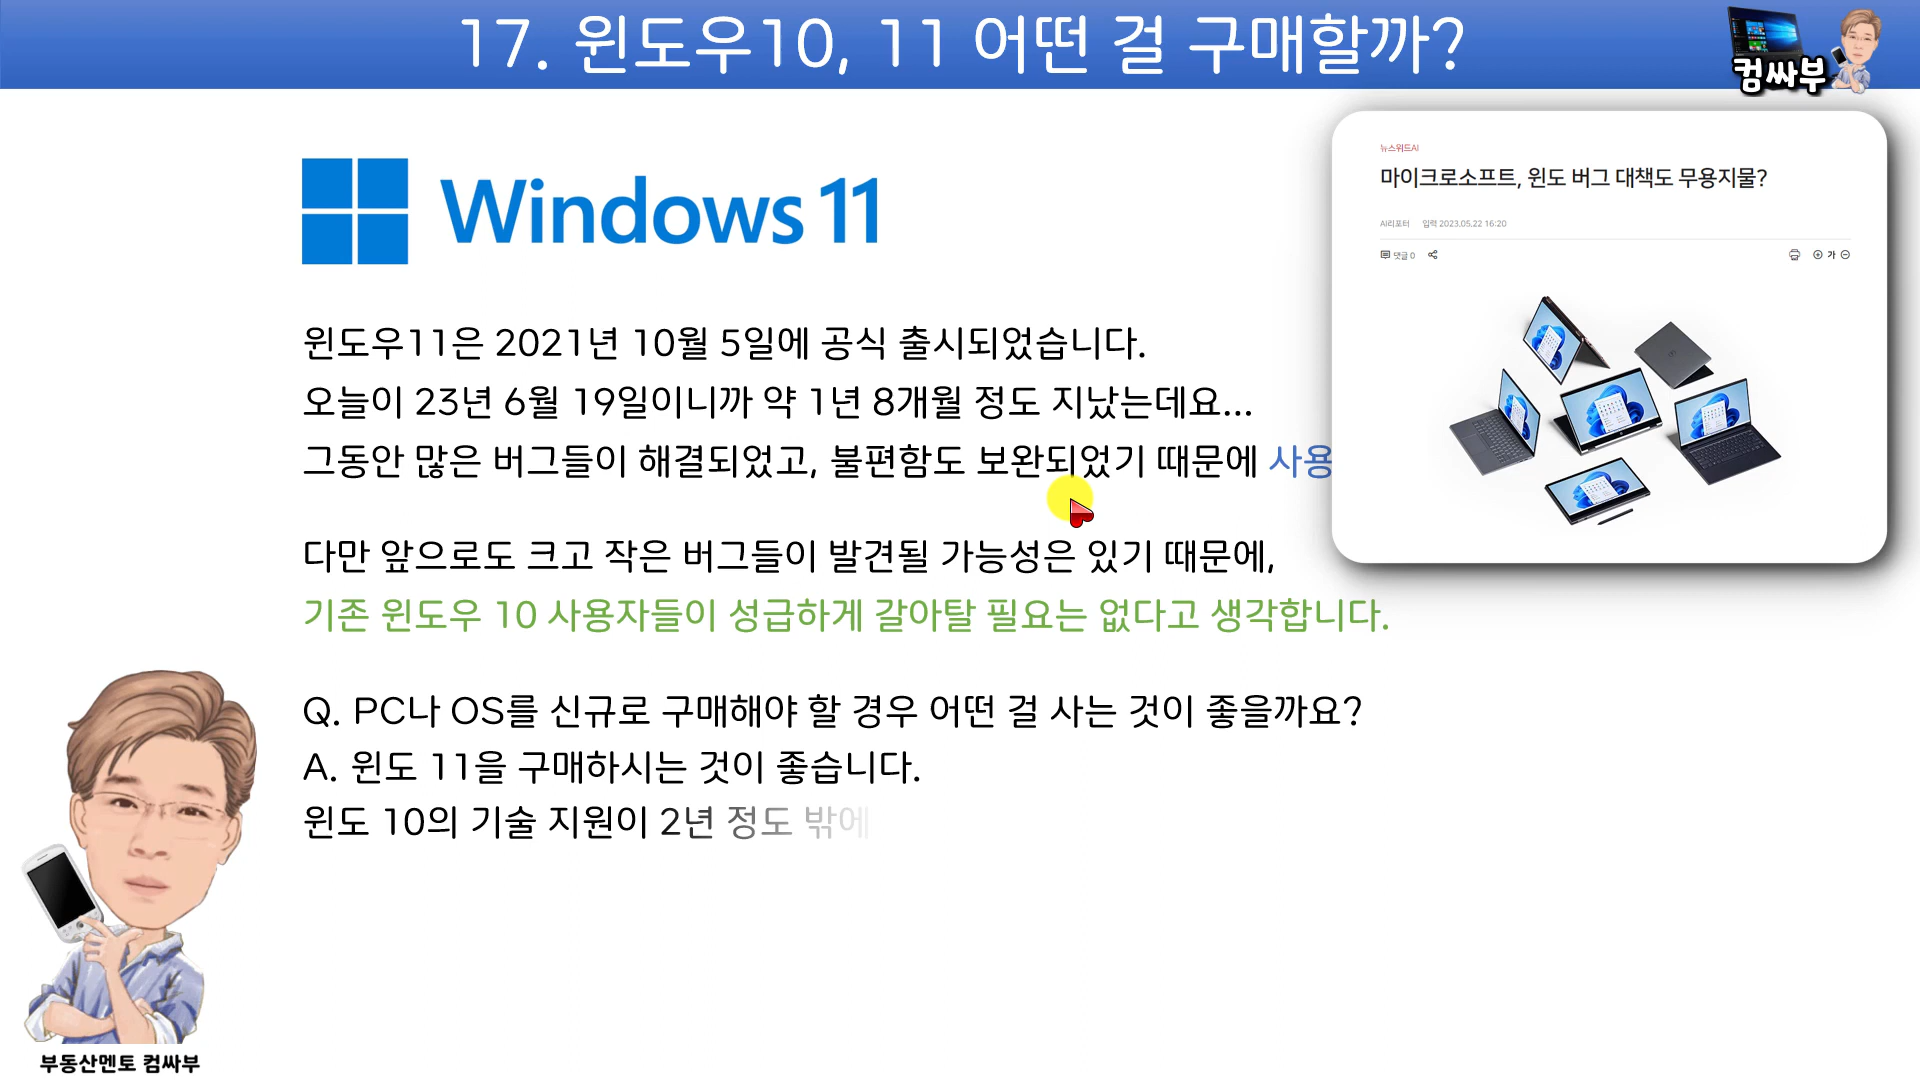 17. 윈도우10, 11 어떤 걸 구매할까?
컴싸부
Windows 11
뉴스위드AI
마이크로소프트, 윈도 버그 대책도 무용지물?
AI리포터 입력 2023.05.22 16:20
댓글 0
가
윈도우11은 2021년 10월 5일에 공식 출시되었습니다.
오늘이 23년 6월 19일이니까 약 1년 8개월 정도 지났는데요...
그동안 많은 버그들이 해결되었고, 불편함도 보완되었기 때문에 사용
다만 앞으로도 크고 작은 버그들이 발견될 가능성은 있기 때문에,
기존 윈도우 10 사용자들이 성급하게 갈아탈 필요는 없다고 생각합니다.
Q. PC나 OS를 신규로 구매해야 할 경우 어떤 걸 사는 것이 좋을까요?
A. 윈도 11을 구매하시는 것이 좋습니다.
윈도 10의 기술 지원이 2년 정도 밖에
부동산멘토 컴싸부